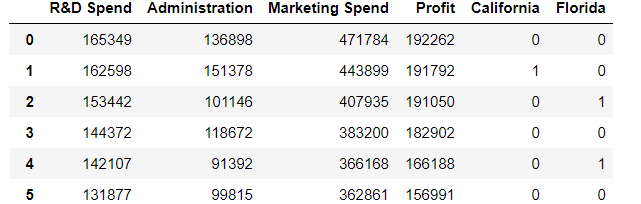 R&D Spend Administration Marketing Spend Profit California Florida
0 165349 136898 471784 192262 0 0
1 162598 151378 443899 191792 1 0
2 153442 101146 407935 191050 0 1
3 144372 118672 383200 182902 0 0
4 142107 91392 366168 166188 0 1
5 131877 99815 362861 156991 0 0